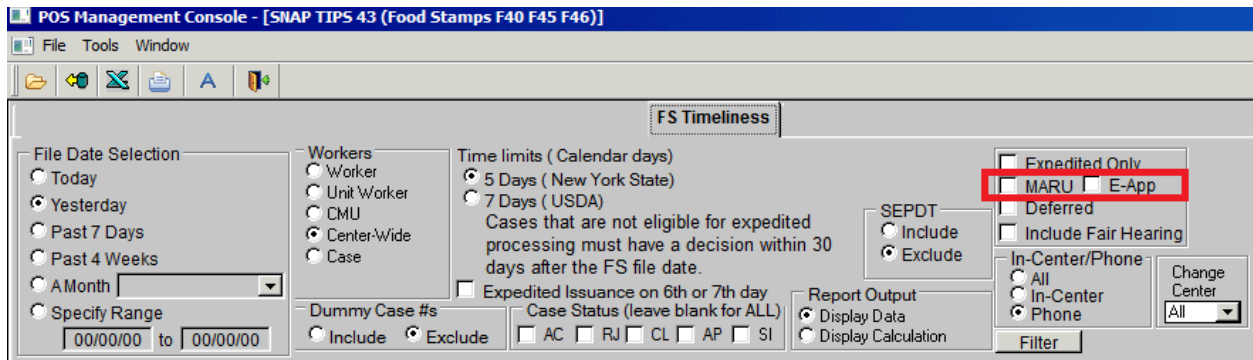 POS Management Console - [SNAP TIPS 43 (Food Stamps F40 F45 F46)]
File Tools Window
A
FS Timeliness
File Date Selection
Today
Yesterday
Past 7 Days
Past 4 Weeks
A Month
Specify Range
00/00/00 to 00/00/00
Workers
Worker
Unit Worker
CMU
Center-Wide
Case
Dummy Case #s
Include Exclude
Time limits ( Calendar days)
5 Days ( New York State)
7 Days ( USDA)
Cases that are not eligible for expedited
processing must have a decision within 30
days after the FS file date.
Expedited Issuance on 6th or 7th day
Case Status (leave blank for ALL)
AC RJ CL AP SI
SEPDT
Include
Exclude
Report Output
Display Data
Display Calculation
Expedited Only
MARU E-App
Deferred
Include Fair Hearing
In-Center/Phone
All
In-Center
Phone
Filter
Change
Center
All